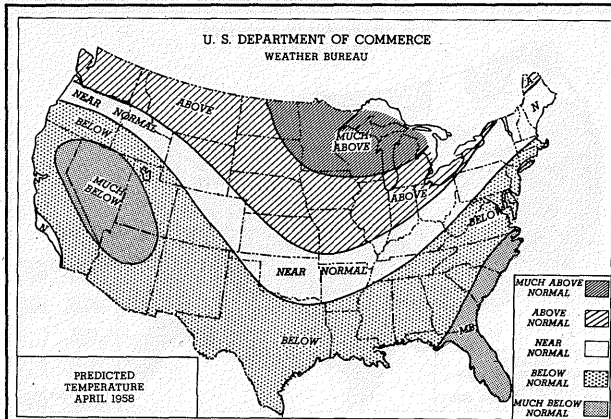 U. S. DEPARTMENT OF COMMERCE
WEATHER BUREAU
NEAR NORMAL
ABOVE
MUCH
ABOVE
N
BELOW
MUCH
BELOW
ABOVE
BELOW
N
NEAR NORMAL
BELOW
MB
PREDICTED
TEMPERATURE
APRIL 1958
MUCH ABOVE
NORMAL
ABOVE
NORMAL
NEAR
NORMAL
BELOW
NORMAL
MUCH BELOW
NORMAL